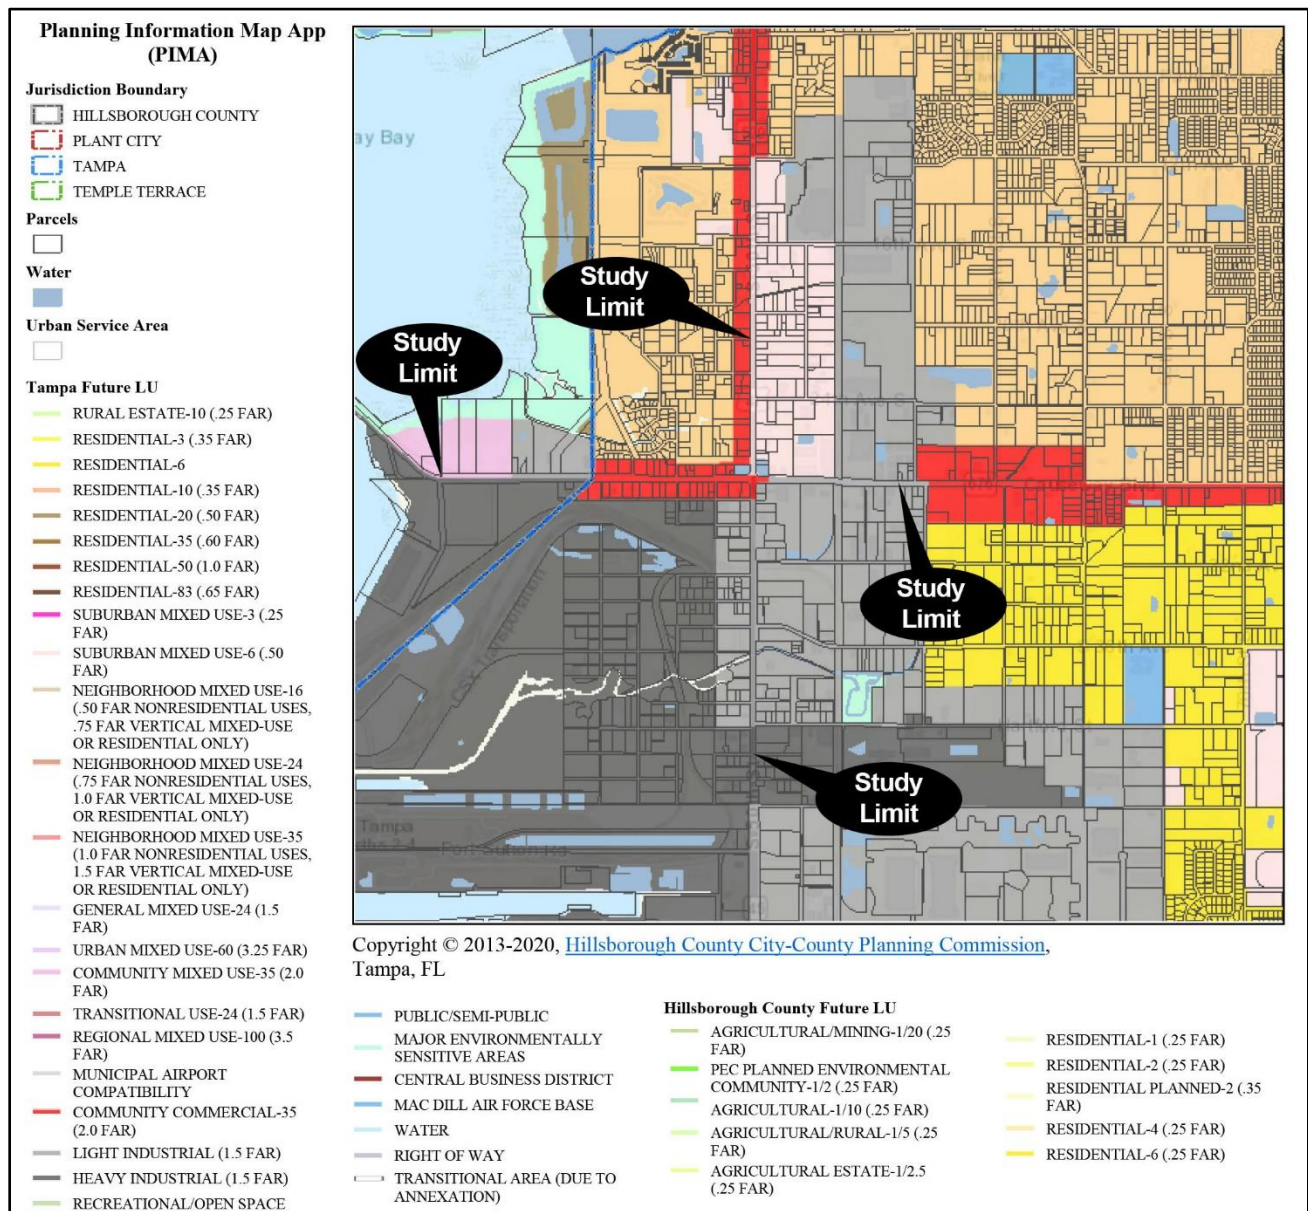 Planning Information Map App
(PIMA)
Jurisdiction Boundary
HILLSBOROUGH COUNTY
PLANT CITY
TAMPA
TEMPLE TERRACE
Parcels
Water
Urban Service Area
Tampa Future LU
RURAL ESTATE-10 (.25 FAR)
RESIDENTIAL-3 (.35 FAR)
RESIDENTIAL-6
RESIDENTIAL-10 (.35 FAR)
RESIDENTIAL-20 (.50 FAR)
RESIDENTIAL-35 (.60 FAR)
RESIDENTIAL-50 (1.0 FAR)
RESIDENTIAL-83 (.65 FAR)
SUBURBAN MIXED USE-3 (.25
FAR)
SUBURBAN MIXED USE-6 (.50
FAR)
NEIGHBORHOOD MIXED USE-16
(.50 FAR NONRESIDENTIAL USES,
.75 FAR VERTICAL MIXED-USE
OR RESIDENTIAL ONLY)
NEIGHBORHOOD MIXED USE-24
(.75 FAR NONRESIDENTIAL USES,
1.0 FAR VERTICAL MIXED-USE
OR RESIDENTIAL ONLY)
NEIGHBORHOOD MIXED USE-35
(1.0 FAR NONRESIDENTIAL USES,
1.5 FAR VERTICAL MIXED-USE
OR RESIDENTIAL ONLY)
GENERAL MIXED USE-24 (1.5
FAR)
URBAN MIXED USE-60 (3.25 FAR)
COMMUNITY MIXED USE-35 (2.0
FAR)
TRANSITIONAL USE-24 (1.5 FAR)
REGIONAL MIXED USE-100 (3.5
FAR)
MUNICIPAL AIRPORT
COMPATIBILITY
COMMUNITY COMMERCIAL-35
(2.0 FAR)
LIGHT INDUSTRIAL (1.5 FAR)
HEAVY INDUSTRIAL (1.5 FAR)
RECREATIONAL/OPEN SPACE
ay Bay
Study
Limit
Study
Limit
Study
Limit
Study
Limit
CSX Transportation
Causeway Blvd
Hartford St
Tampa
Port Sutton Rd
Copyright © 2013-2020, Hillsborough County City-County Planning Commission,
Tampa, FL
PUBLIC/SEMI-PUBLIC
MAJOR ENVIRONMENTALLY
SENSITIVE AREAS
CENTRAL BUSINESS DISTRICT
MAC DILL AIR FORCE BASE
WATER
RIGHT OF WAY
TRANSITIONAL AREA (DUE TO
ANNEXATION)
Hillsborough County Future LU
AGRICULTURAL/MINING-1/20 (.25
FAR)
PEC PLANNED ENVIRONMENTAL
COMMUNITY-1/2 (.25 FAR)
AGRICULTURAL-1/10 (.25 FAR)
AGRICULTURAL/RURAL-1/5 (.25
FAR)
AGRICULTURAL ESTATE-1/2.5
(.25 FAR)
RESIDENTIAL-1 (.25 FAR)
RESIDENTIAL-2 (.25 FAR)
RESIDENTIAL PLANNED-2 (.35
FAR)
RESIDENTIAL-4 (.25 FAR)
RESIDENTIAL-6 (.25 FAR)